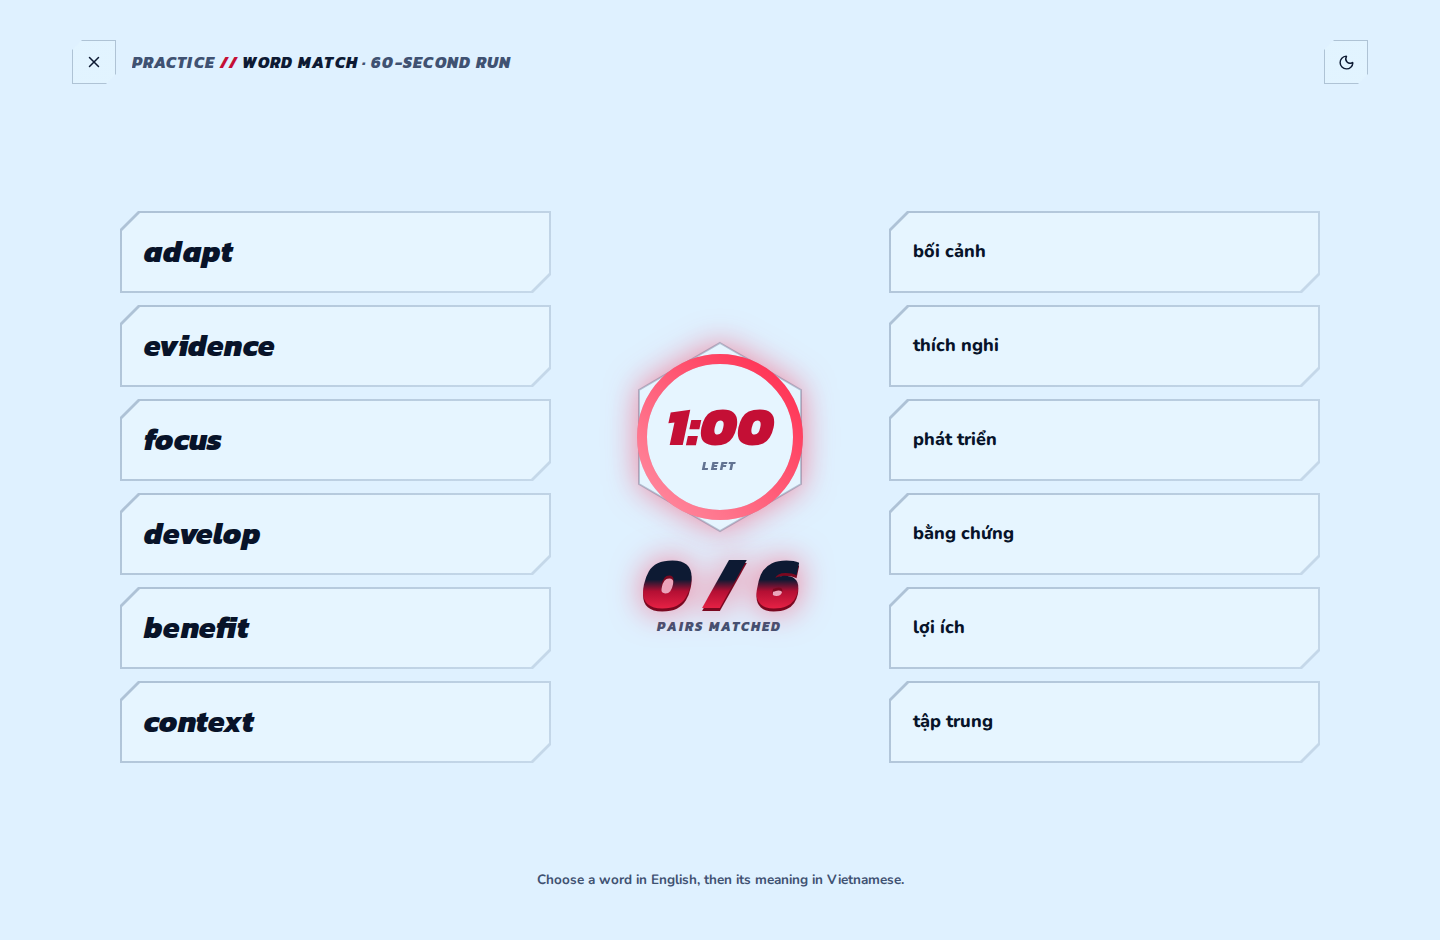 PRACTICE // WORD MATCH · 60-SECOND RUN
adapt
evidence
focus
develop
benefit
context
1:00
LEFT
0 / 6
PAIRS MATCHED
bối cảnh
thích nghi
phát triển
bằng chứng
lợi ích
tập trung
Choose a word in English, then its meaning in Vietnamese.